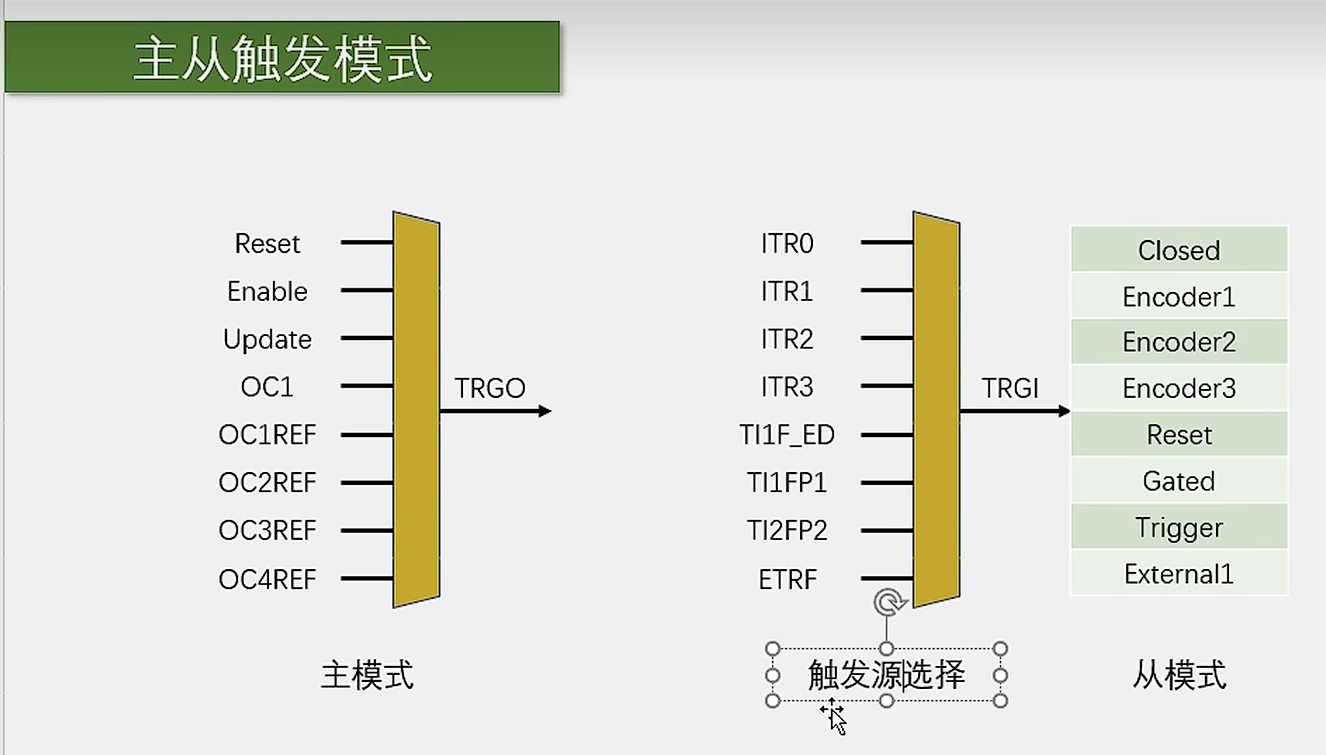 主从触发模式
Reset
Enable
Update
OC1
OC1REF
OC2REF
OC3REF
OC4REF
TRGO
主模式
ITR0
ITR1
ITR2
ITR3
TI1F_ED
TI1FP1
TI2FP2
ETRF
TRGI
触发源选择
Closed
Encoder1
Encoder2
Encoder3
Reset
Gated
Trigger
External1
从模式